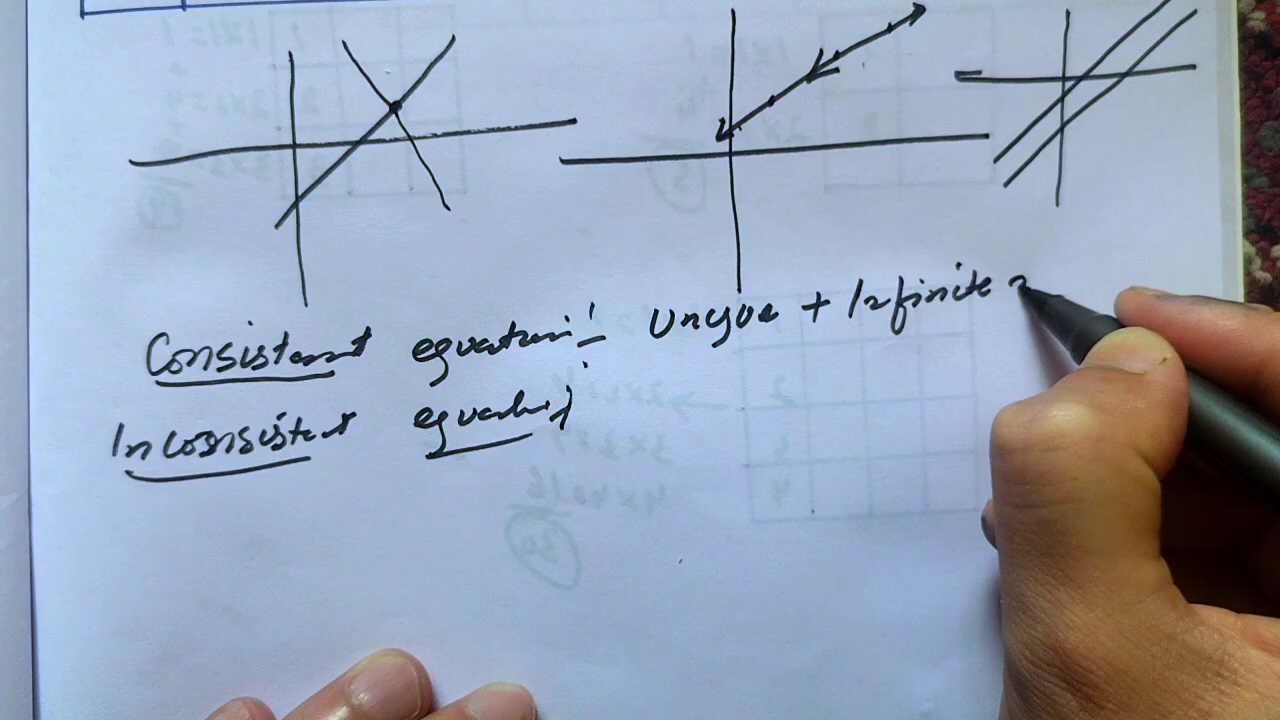 Consistent equation:- Unique + Infinite
Inconsistent equation